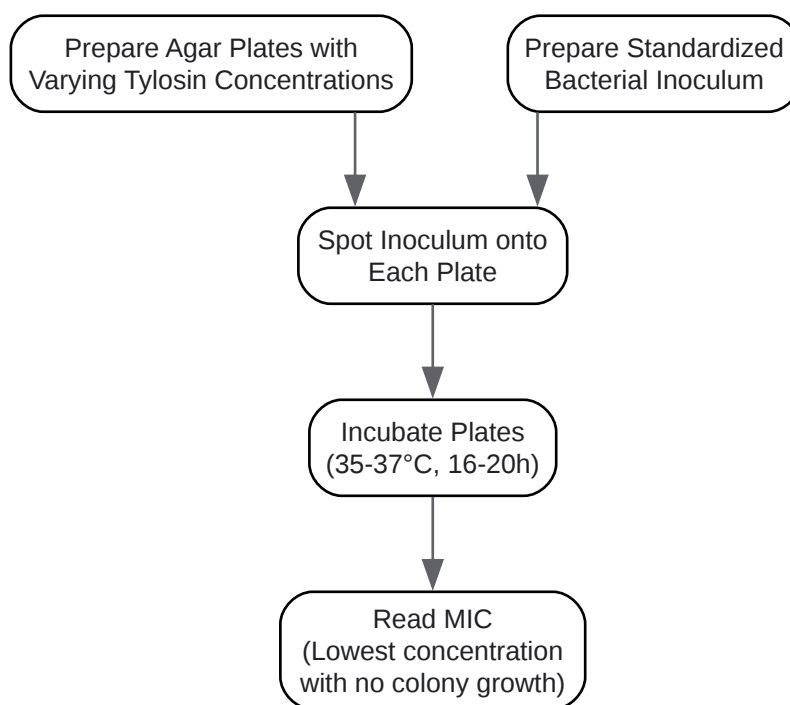 Prepare Agar Plates with
Varying Tylosin Concentrations
Prepare Standardized
Bacterial Inoculum
Spot Inoculum onto
Each Plate
Incubate Plates
(35-37°C, 16-20h)
Read MIC
(Lowest concentration
with no colony growth)